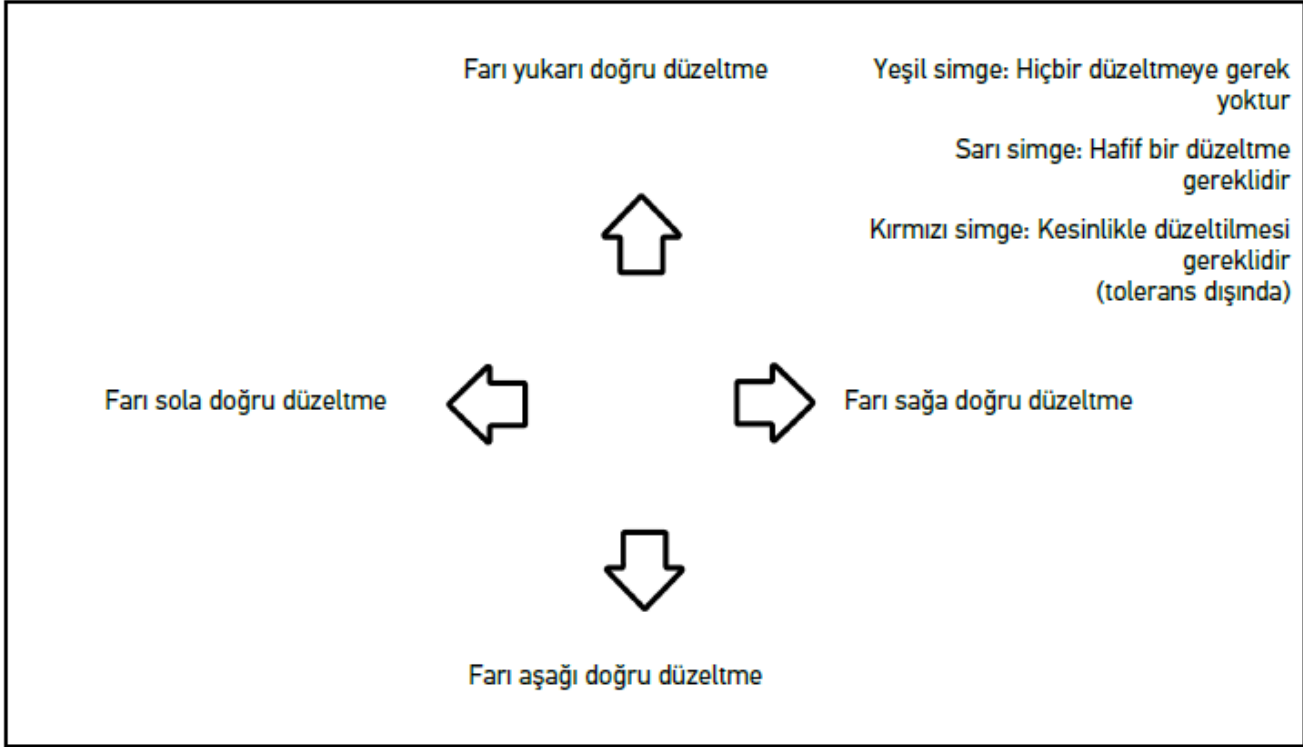 Farı yukarı doğru düzeltme
Yeşil simge: Hiçbir düzeltmeye gerek
yoktur
Sarı simge: Hafif bir düzeltme
gereklidir
Kırmızı simge: Kesinlikle düzeltilmesi
gereklidir
(tolerans dışında)
Farı sola doğru düzeltme
Farı sağa doğru düzeltme
Farı aşağı doğru düzeltme